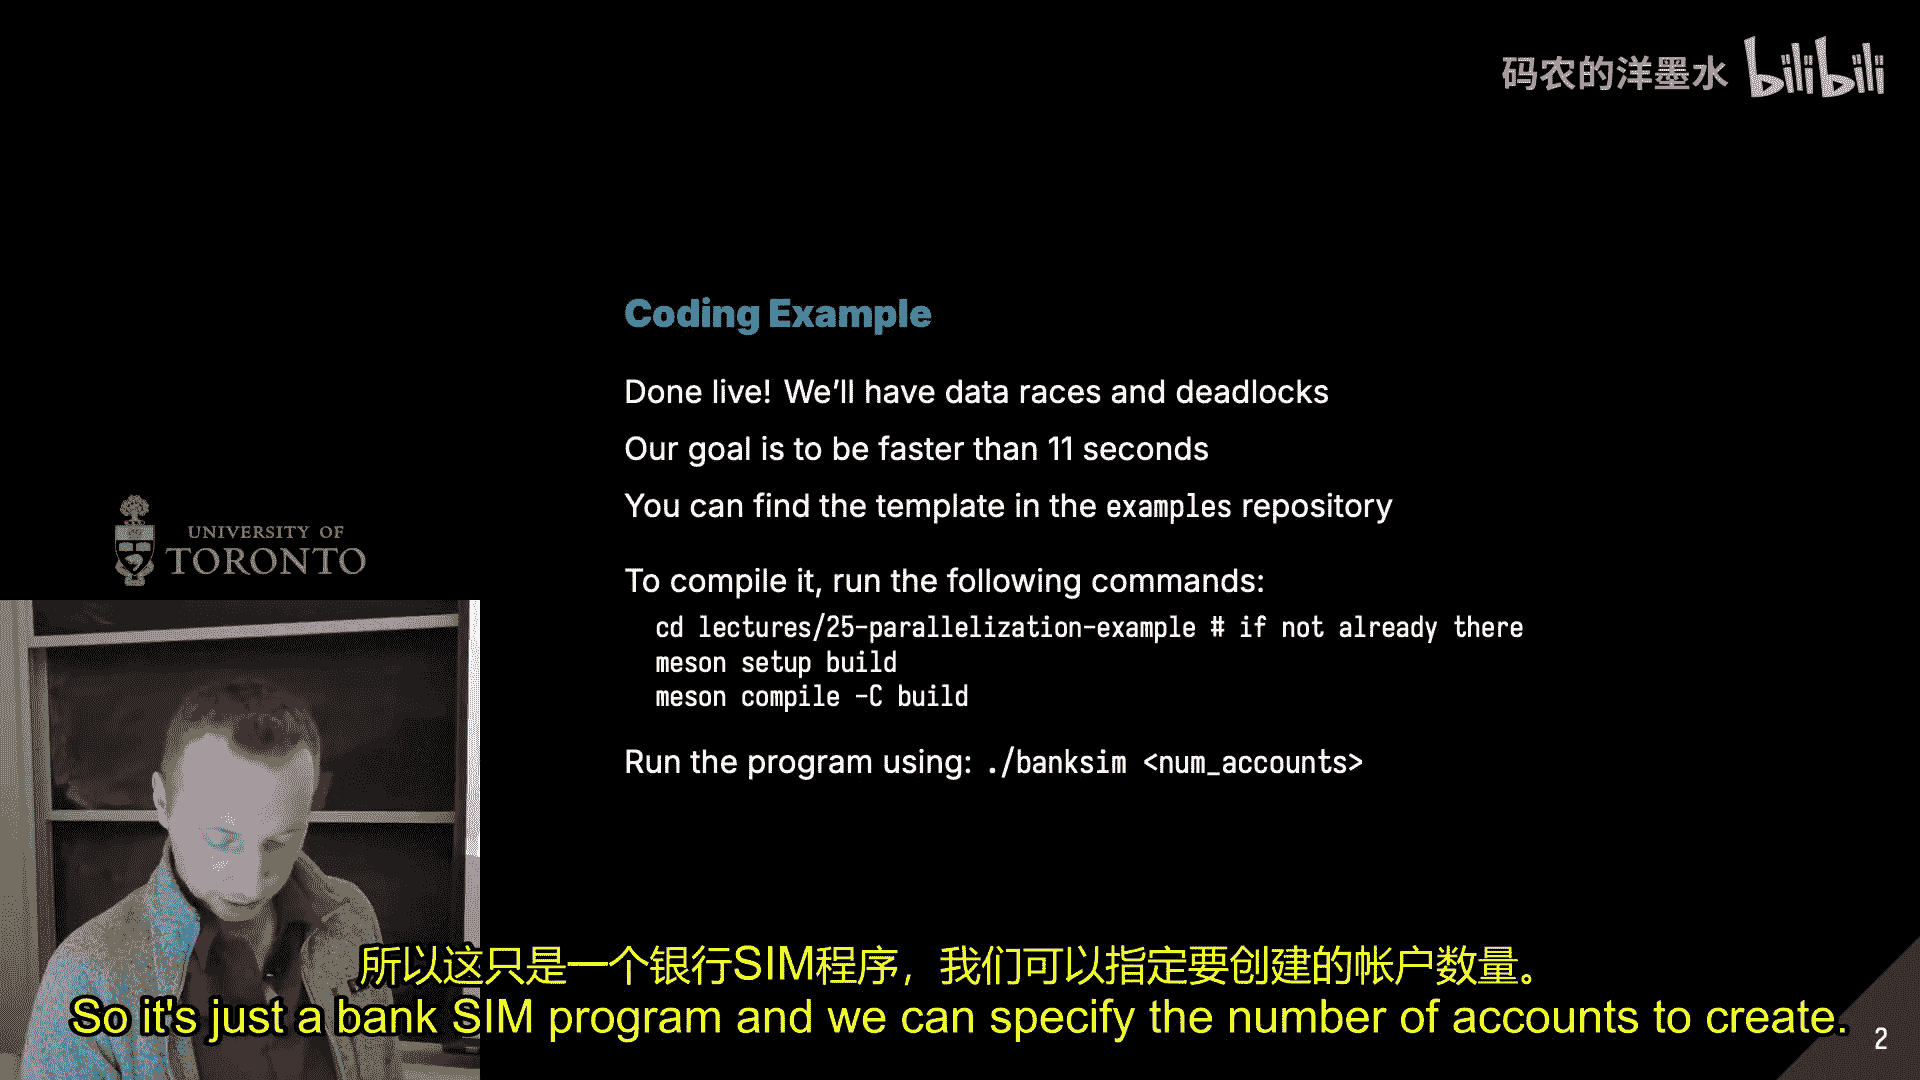 码农的洋墨水 bilibili
Coding Example
Done live! We'll have data races and deadlocks
Our goal is to be faster than 11 seconds
You can find the template in the examples repository
UNIVERSITY OF
TORONTO
To compile it, run the following commands:
cd lectures/25-parallelization-example # if not already there
meson setup build
meson compile -C build
Run the program using: ./banksim <num_accounts>
所以这只是一个银行SIM程序，我们可以指定要创建的帐户数量。
So it's just a bank SIM program and we can specify the number of accounts to create.
2